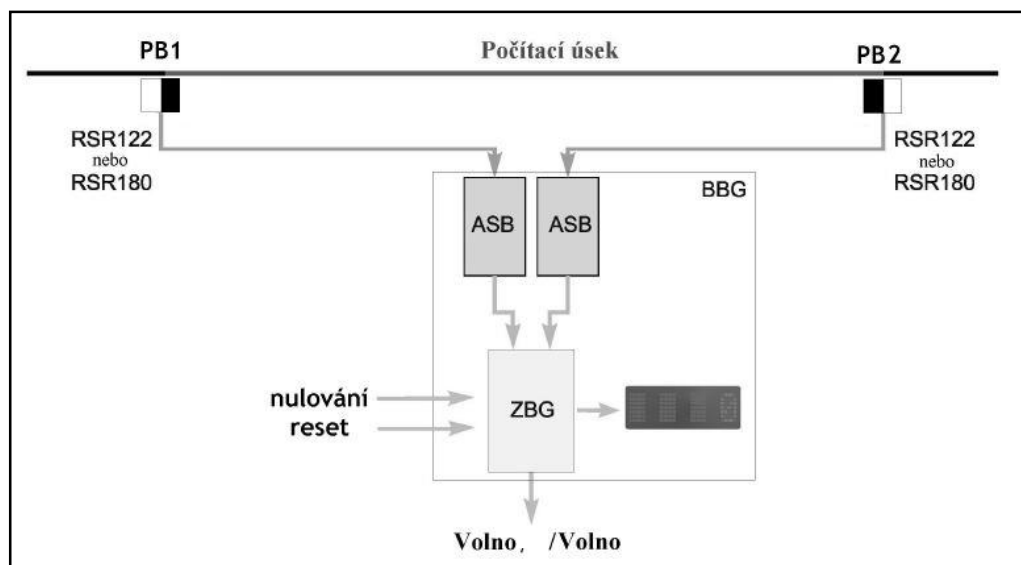 PB1 Počítací úsek PB2
RSR122
nebo
RSR180
RSR122
nebo
RSR180
BBG
ASB ASB
nulování
reset
ZBG
Volno, /Volno